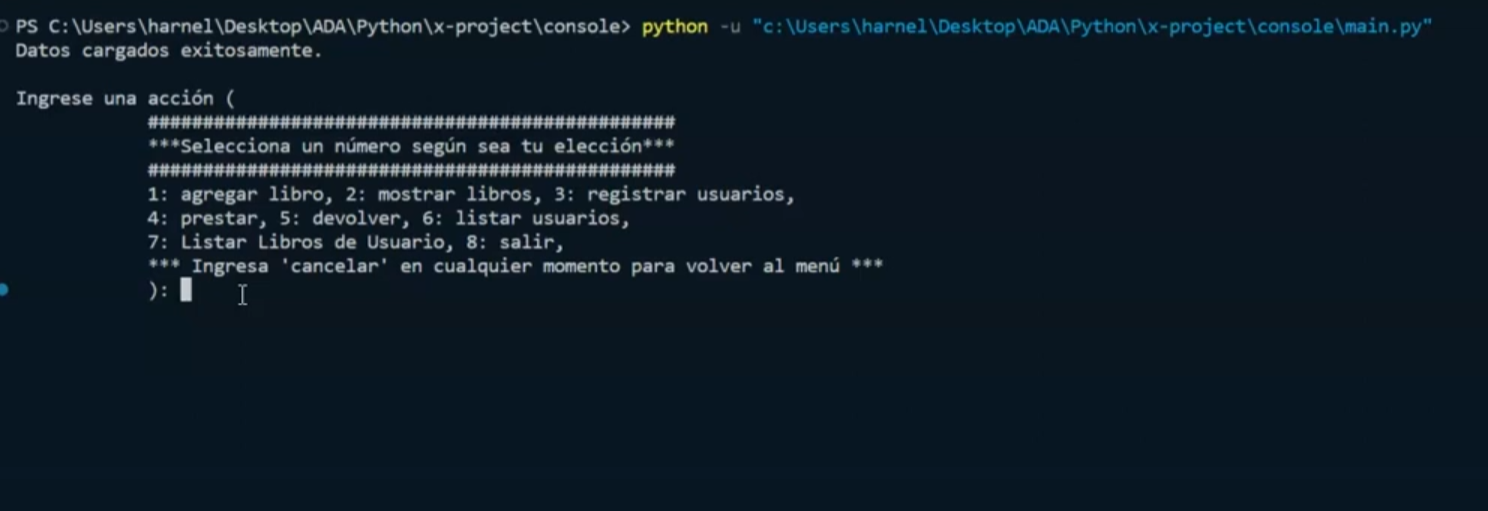 PS C:\Users\harnel\Desktop\ADA\Python\x-project\console> python -u "c:\Users\harnel\Desktop\ADA\Python\x-project\console\main.py"
Datos cargados exitosamente.
Ingrese una acción (
################################################
***Selecciona un número según sea tu elección***
################################################
1: agregar libro, 2: mostrar libros, 3: registrar usuarios,
4: prestar, 5: devolver, 6: listar usuarios,
7: Listar Libros de Usuario, 8: salir,
*** Ingresa 'cancelar' en cualquier momento para volver al menú ***
):